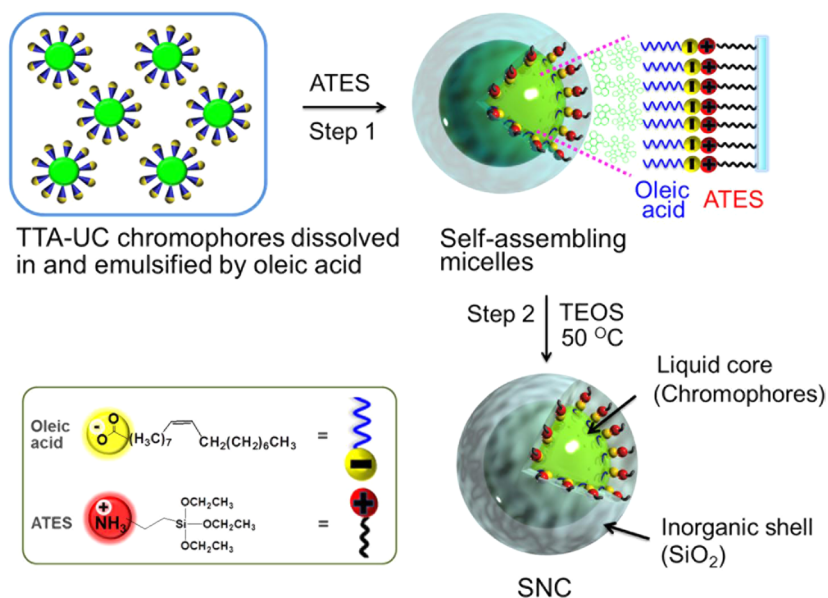 ATES
Step 1
TTA-UC chromophores dissolved
in and emulsified by oleic acid
Oleic
acid
ATES
Self-assembling
micelles
Step 2
TEOS
50 ᴼC
Liquid core
(Chromophores)
Inorganic shell
(SiO₂)
SNC
Oleic
acid
O
-O
(H3C)7
CH2(CH2)6CH3
=
−
ATES
+
NH3
Si
OCH2CH3
OCH2CH3
OCH2CH3
=
+